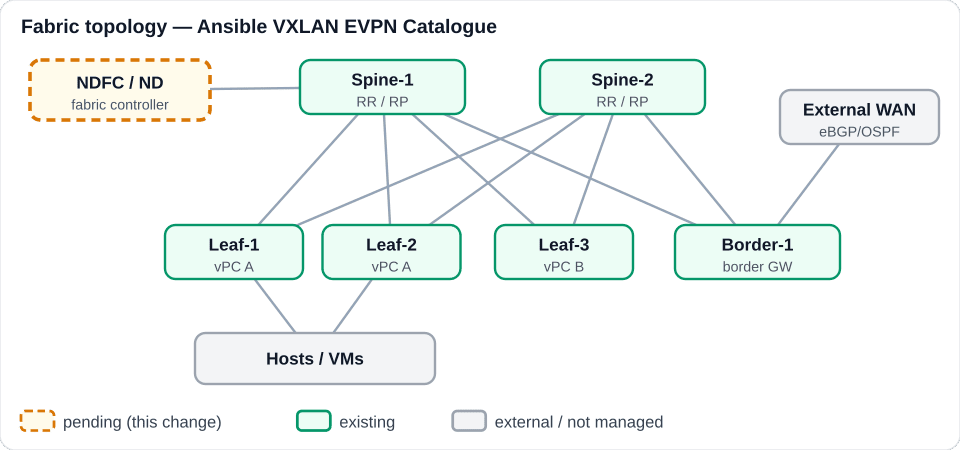 Fabric topology — Ansible VXLAN EVPN Catalogue
NDFC / ND
fabric controller
Spine-1
RR / RP
Spine-2
RR / RP
External WAN
eBGP/OSPF
Leaf-1
vPC A
Leaf-2
vPC A
Leaf-3
vPC B
Border-1
border GW
Hosts / VMs
pending (this change)
existing
external / not managed